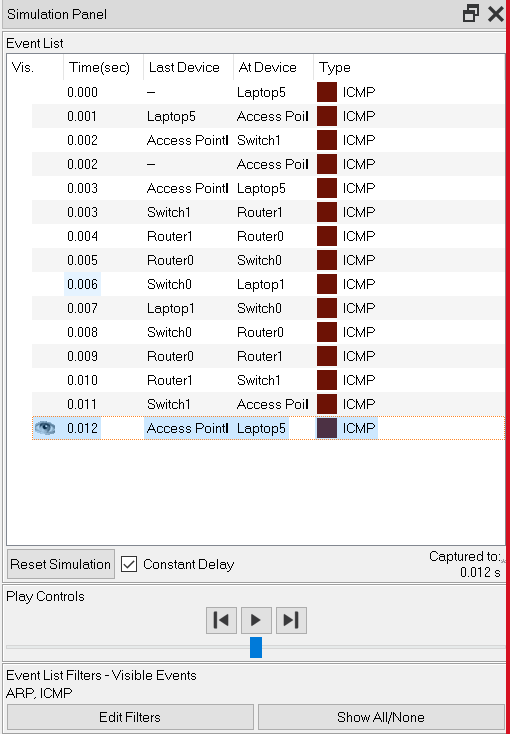 Simulation Panel
Event List
Vis. Time(sec) Last Device At Device Type
0.000 -- Laptop5 ICMP
0.001 Laptop5 Access Poi ICMP
0.002 Access Point Switch1 ICMP
0.002 -- Access Poi ICMP
0.003 Access Point Laptop5 ICMP
0.003 Switch1 Router1 ICMP
0.004 Router1 Router0 ICMP
0.005 Router0 Switch0 ICMP
0.006 Switch0 Laptop1 ICMP
0.007 Laptop1 Switch0 ICMP
0.008 Switch0 Router0 ICMP
0.009 Router0 Router1 ICMP
0.010 Router1 Switch1 ICMP
0.011 Switch1 Access Poi ICMP
0.012 Access Point Laptop5 ICMP
Reset Simulation Constant Delay Captured to:
0.012 s
Play Controls
Event List Filters - Visible Events
ARP, ICMP
Edit Filters Show All/None